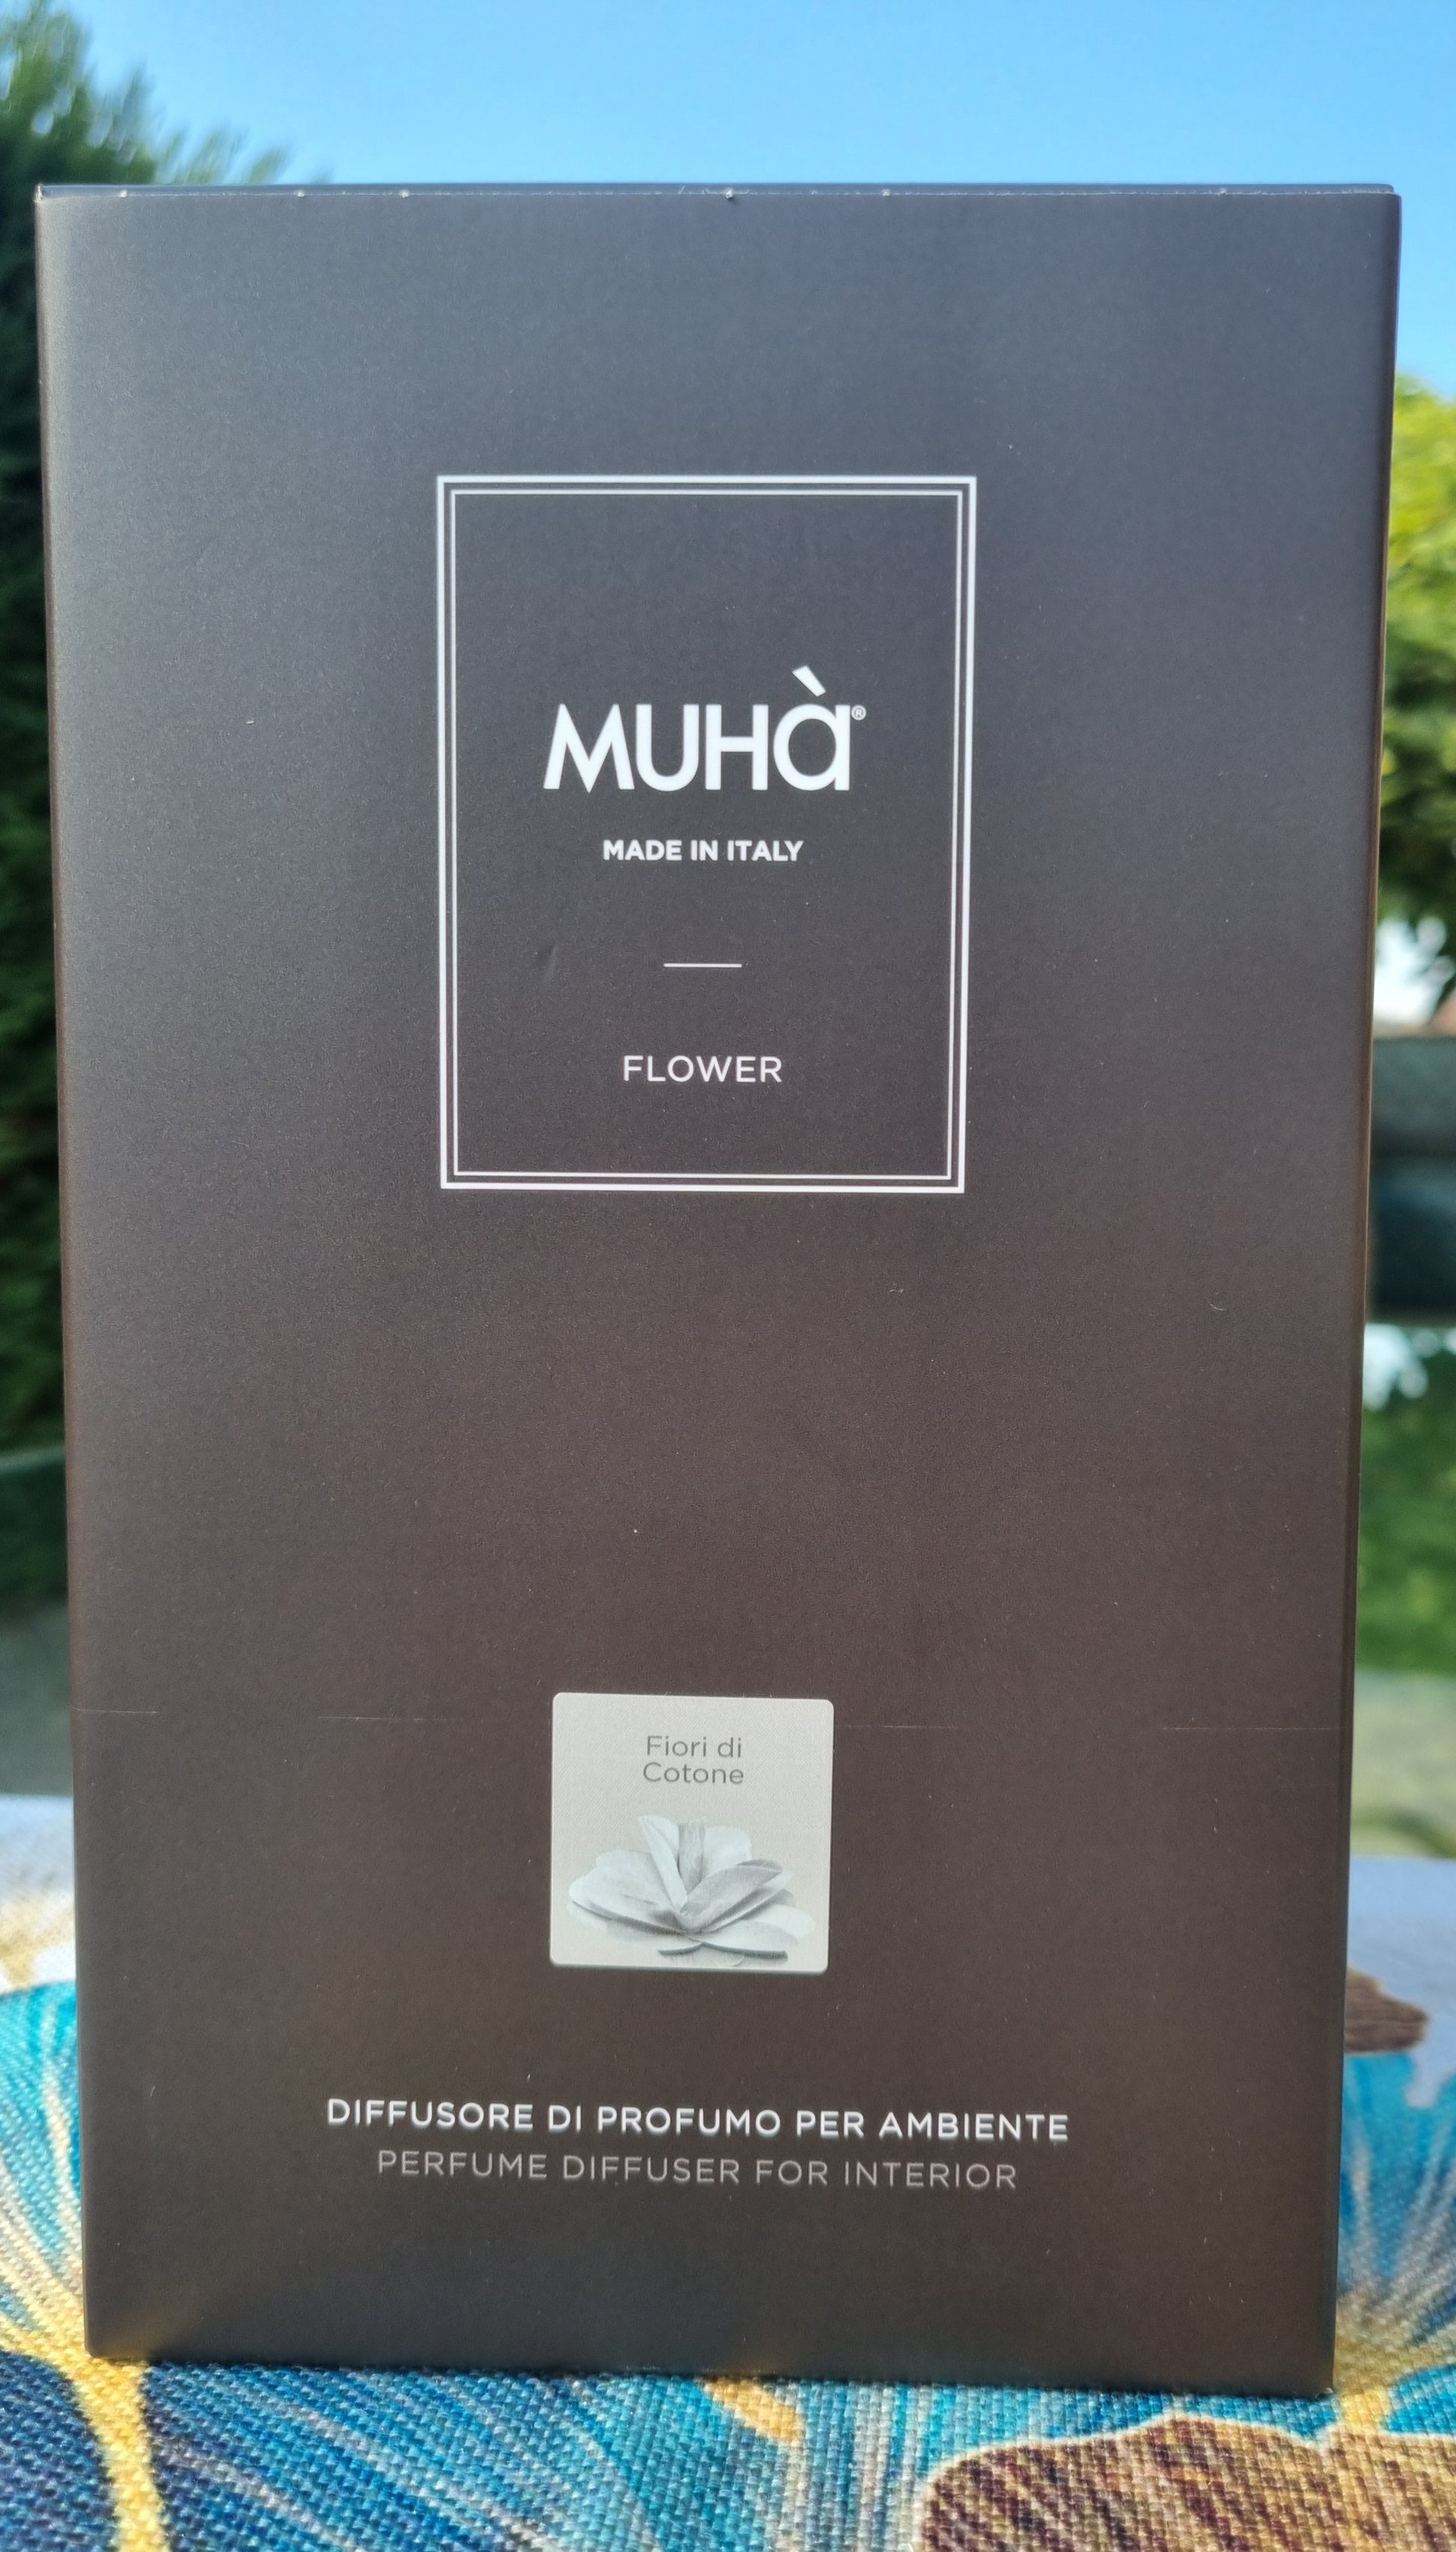 MUHà®
MADE IN ITALY
FLOWER
Fiori di
Cotone
DIFFUSORE DI PROFUMO PER AMBIENTE
PERFUME DIFFUSER FOR INTERIOR